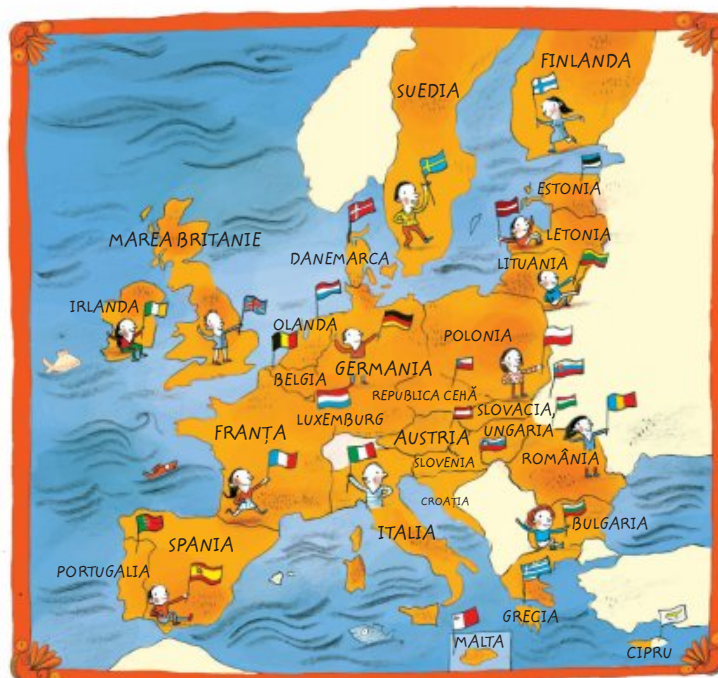 FINLANDA
SUEDIA
ESTONIA
MAREA BRITANIE
LETONIA
DANEMARCA
LITUANIA
IRLANDA
OLANDA
POLONIA
GERMANIA
BELGIA
REPUBLICA CEHĂ
LUXEMBURG
SLOVACIA,
FRANȚA
AUSTRIA
UNGARIA
SLOVENIA
ROMÂNIA
CROAȚIA
BULGARIA
ITALIA
SPANIA
PORTUGALIA
GRECIA
MALTA
CIPRU